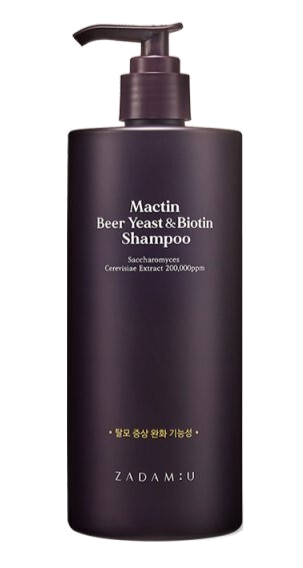 Mactin
Beer Yeast & Biotin
Shampoo
Saccharomyces
Cerevisiae Extract 200,000ppm
• 탈모 증상 완화 기능성 •
ZADAM:U